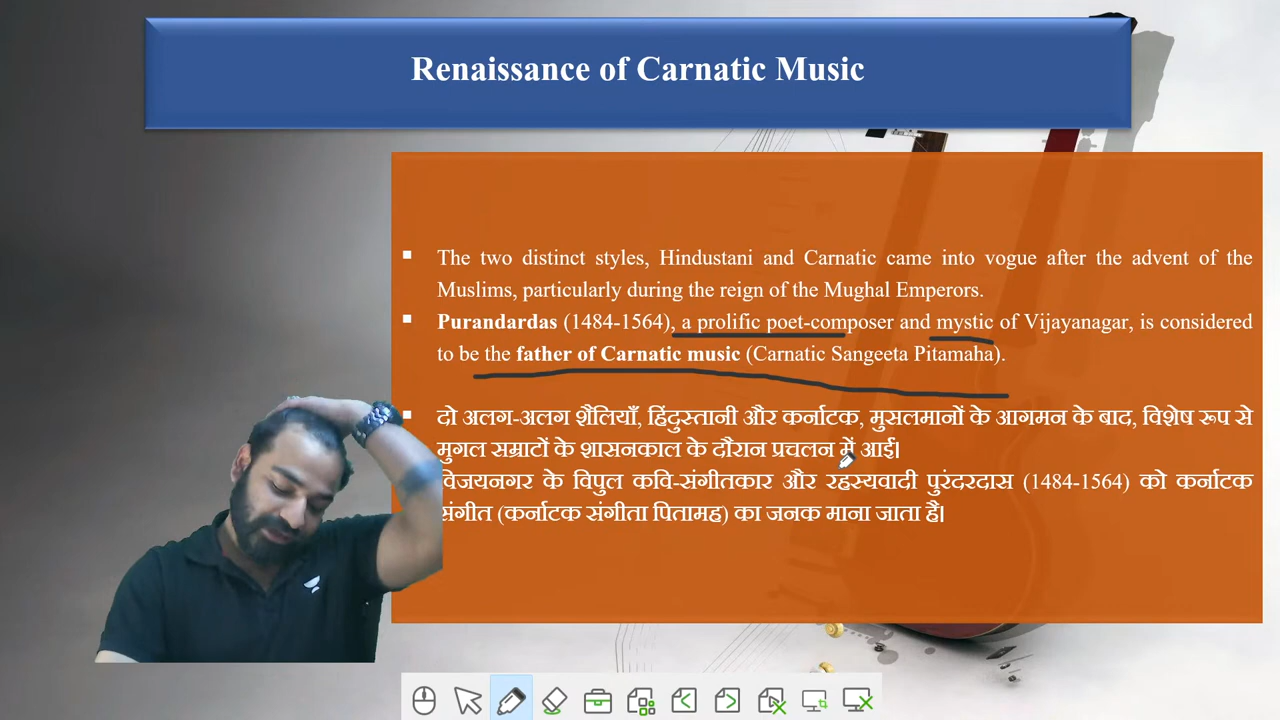 Renaissance of Carnatic Music
▪ The two distinct styles, Hindustani and Carnatic came into vogue after the advent of the
Muslims, particularly during the reign of the Mughal Emperors.
▪ Purandardas (1484-1564), a prolific poet-composer and mystic of Vijayanagar, is considered
to be the father of Carnatic music (Carnatic Sangeeta Pitamaha).
▪ दो अलग-अलग शैलियाँ, हिंदुस्तानी और कर्नाटक, मुसलमानों के आगमन के बाद, विशेष रूप से
मुगल सम्राटों के शासनकाल के दौरान प्रचलन में आईं।
विजयनगर के विपुल कवि-संगीतकार और रहस्यवादी पुरंदरदास (1484-1564) को कर्नाटक
संगीत (कर्नाटक संगीता पितामह) का जनक माना जाता है।